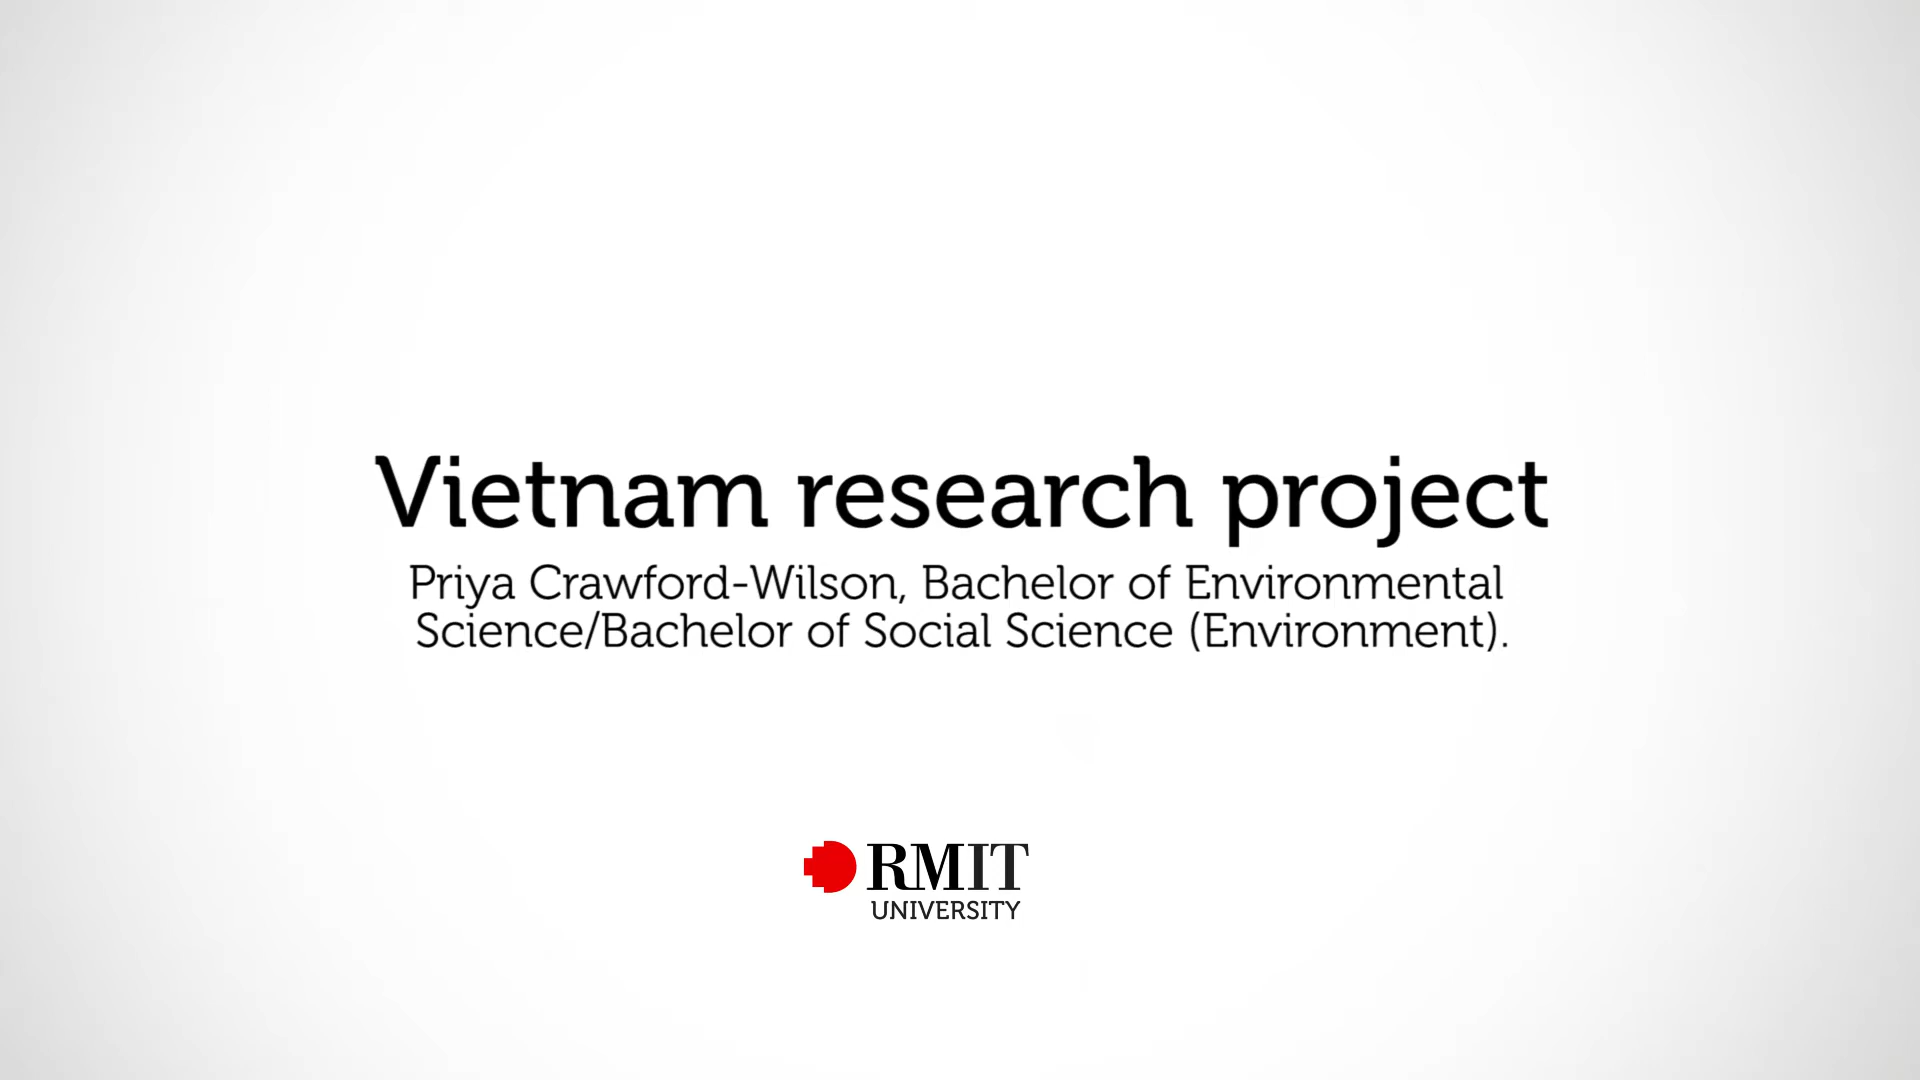 Vietnam research project
Priya Crawford-Wilson, Bachelor of Environmental
Science/Bachelor of Social Science (Environment).
RMIT
UNIVERSITY